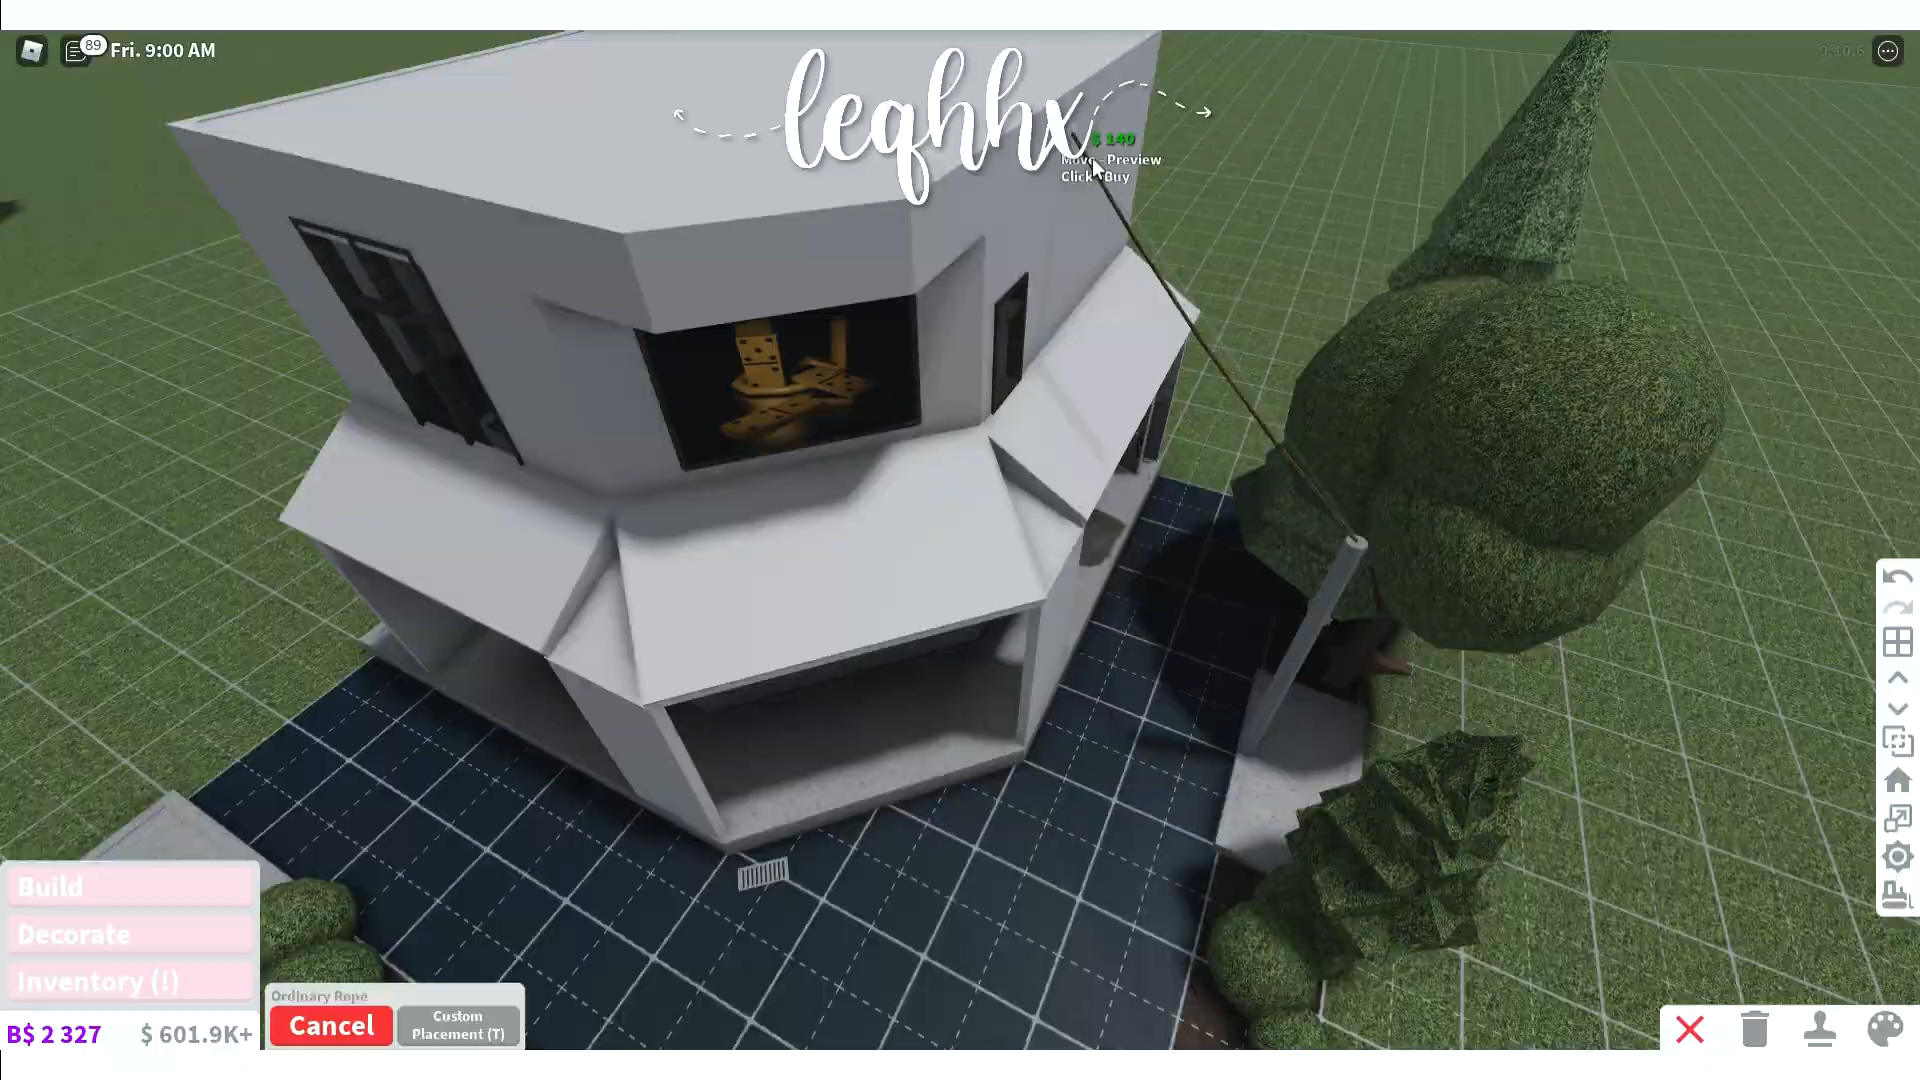 89
Fri. 9:00 AM
leqhhx
$ 140
Move - Preview
Click - Buy
Build
Decorate
Inventory (!)
B$ 2 327
$ 601.9K+
Ordinary Rope
Cancel
Custom
Placement (T)